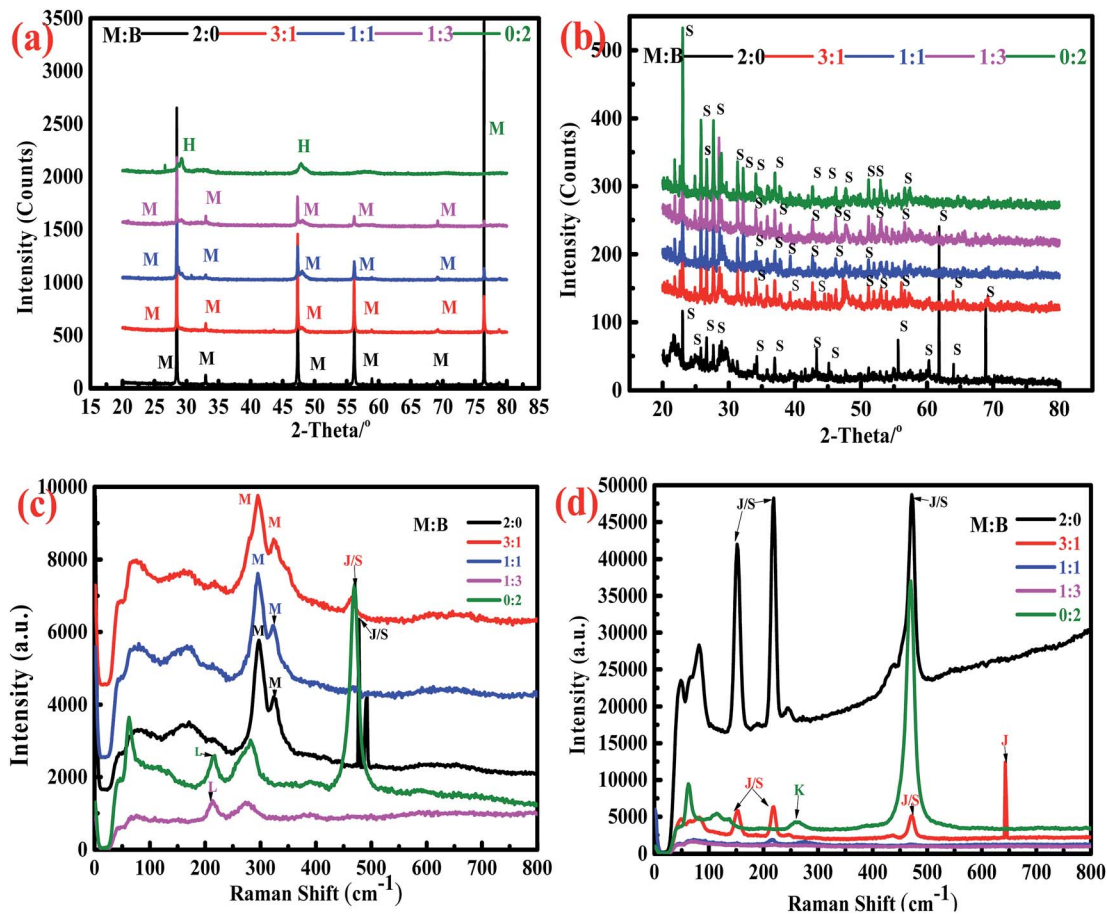 (a)
M:B 2:0 3:1 1:1 1:3 0:2
3500
3000
2500
2000
1500
1000
500
0
Intensity (Counts)
H H M
M M M M M
M M M M M
M M M M M
M M M M M
15 20 25 30 35 40 45 50 55 60 65 70 75 80 85
2-Theta/°
(b)
M:B 2:0 3:1 1:1 1:3 0:2
500
400
300
200
100
0
Intensity (Counts)
S
S S S S S S S S S S SS S
S S S S S S S S S
S S S S S S
S S S S S S
S S S S S S S S S S S
20 30 40 50 60 70 80
2-Theta/°
(c)
M:B
2:0
3:1
1:1
1:3
0:2
10000
8000
6000
4000
2000
0
Intensity (a.u.)
M
M
J/S
M
M
M
J/S
M
L
L
0 100 200 300 400 500 600 700 800
Raman Shift (cm⁻¹)
(d)
M:B
2:0
3:1
1:1
1:3
0:2
50000
45000
40000
35000
30000
25000
20000
15000
10000
5000
0
Intensity (a.u.)
J/S J/S
J
J/S K J/S
0 100 200 300 400 500 600 700 800
Raman Shift (cm⁻¹)